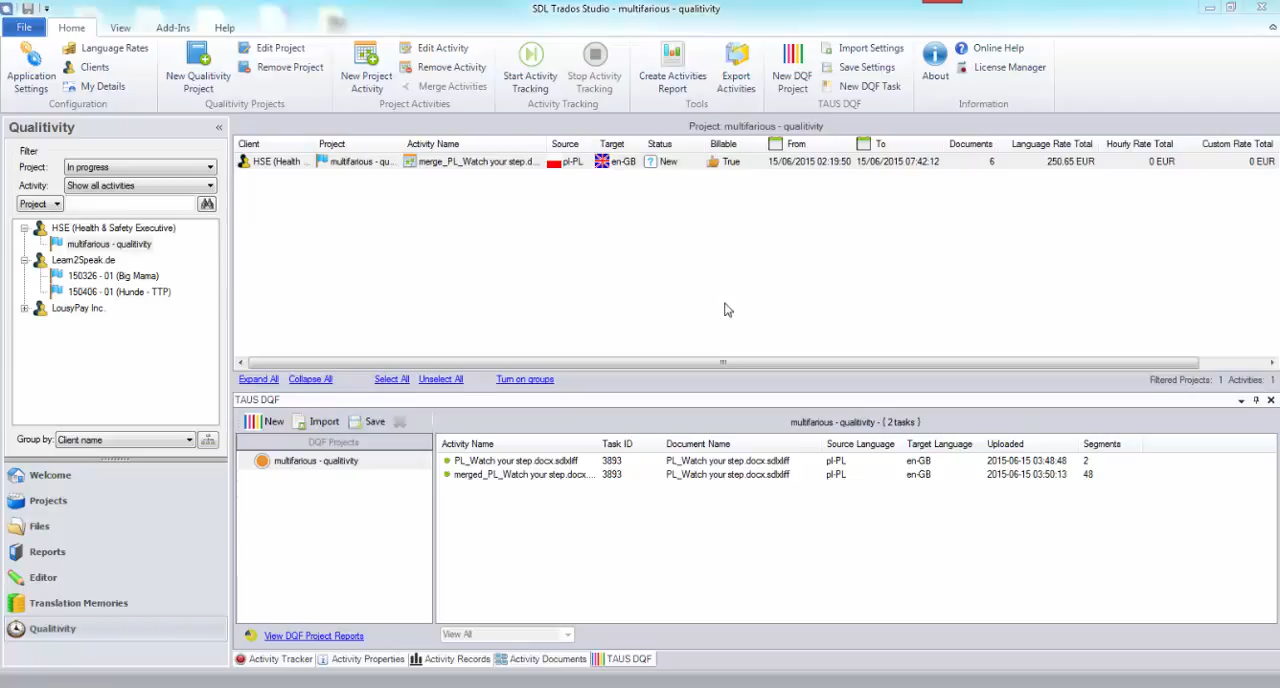 SDL Trados Studio - multifarious - qualitivity
File Home View Add-Ins Help
Application Settings
Language Rates
Clients
My Details
Configuration
New Qualitivity Project
Edit Project
Remove Project
Qualitivity Projects
New Project Activity
Edit Activity
Remove Activity
Merge Activities
Project Activities
Start Activity Tracking
Stop Activity Tracking
Activity Tracking
Create Activities Report
Export Activities
Tools
New DQF Project
Import Settings
Save Settings
New DQF Task
TAUS DQF
About
Online Help
License Manager
Information
Qualitivity
Filter
Project: In progress
Activity: Show all activities
Project
HSE (Health & Safety Executive)
multifarious - qualitivity
Learn2Speak.de
150326 - 01 (Big Mama)
150406 - 01 (Hunde - TTP)
LousyPay Inc.
Group by: Client name
Welcome
Projects
Files
Reports
Editor
Translation Memories
Qualitivity
Project: multifarious - qualitivity
Client Project Activity Name Source Target Status Billable From To Documents Language Rate Total Hourly Rate Total Custom Rate Total
HSE (Health ... multifarious - qu... merge_PL_Watch your step.d... pl-PL en-GB New True 15/06/2015 02:19:50 15/06/2015 07:42:12 6 250.65 EUR 0 EUR 0 EUR
Expand All Collapse All Select All Unselect All Turn on groups Filtered Projects: 1 Activities: 1
TAUS DQF
New Import Save
multifarious - qualitivity - { 2 tasks }
DQF Projects
multifarious - qualitivity
Activity Name Task ID Document Name Source Language Target Language Uploaded Segments
PL_Watch your step.docx.sdlxliff 3893 PL_Watch your step.docx.sdlxliff pl-PL en-GB 2015-06-15 03:48:48 2
merged_PL_Watch your step.docx.... 3893 PL_Watch your step.docx.sdlxliff pl-PL en-GB 2015-06-15 03:50:13 48
View DQF Project Reports
View All
Activity Tracker Activity Properties Activity Records Activity Documents TAUS DQF